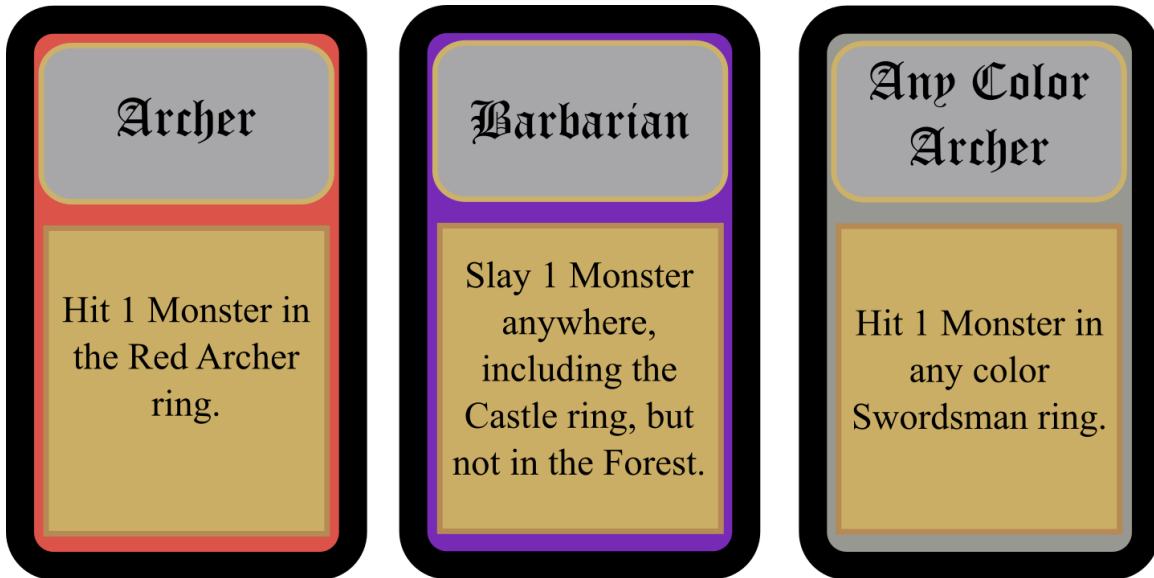 Archer
Hit 1 Monster in
the Red Archer
ring.
Barbarian
Slay 1 Monster
anywhere,
including the
Castle ring, but
not in the Forest.
Any Color
Archer
Hit 1 Monster in
any color
Swordsman ring.